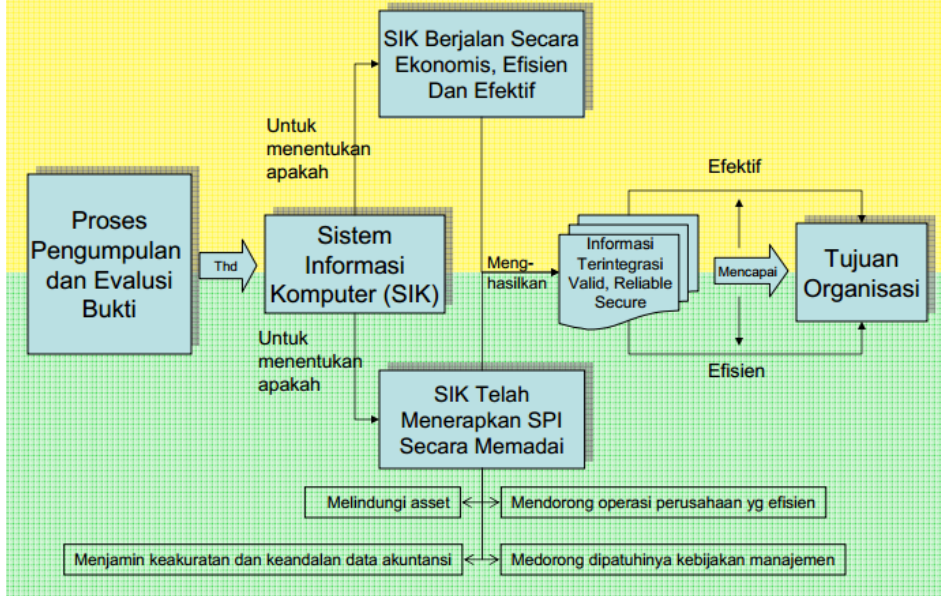 SIK Berjalan Secara
Ekonomis, Efisien
Dan Efektif
Untuk
menentukan
apakah
Proses
Pengumpulan
dan Evalusi
Bukti
Thd
Sistem
Informasi
Komputer (SIK)
Meng-
hasilkan
Informasi
Terintegrasi
Valid, Reliable
Secure
Efektif
Mencapai
Efisien
Tujuan
Organisasi
Untuk
menentukan
apakah
SIK Telah
Menerapkan SPI
Secara Memadai
Melindungi asset
Mendorong operasi perusahaan yg efisien
Menjamin keakuratan dan keandalan data akuntansi
Medorong dipatuhinya kebijakan manajemen